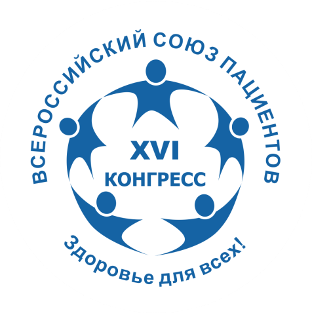 ВСЕРОССИЙСКИЙ СОЮЗ ПАЦИЕНТОВ
XVI
КОНГРЕСС
Здоровье для всех!